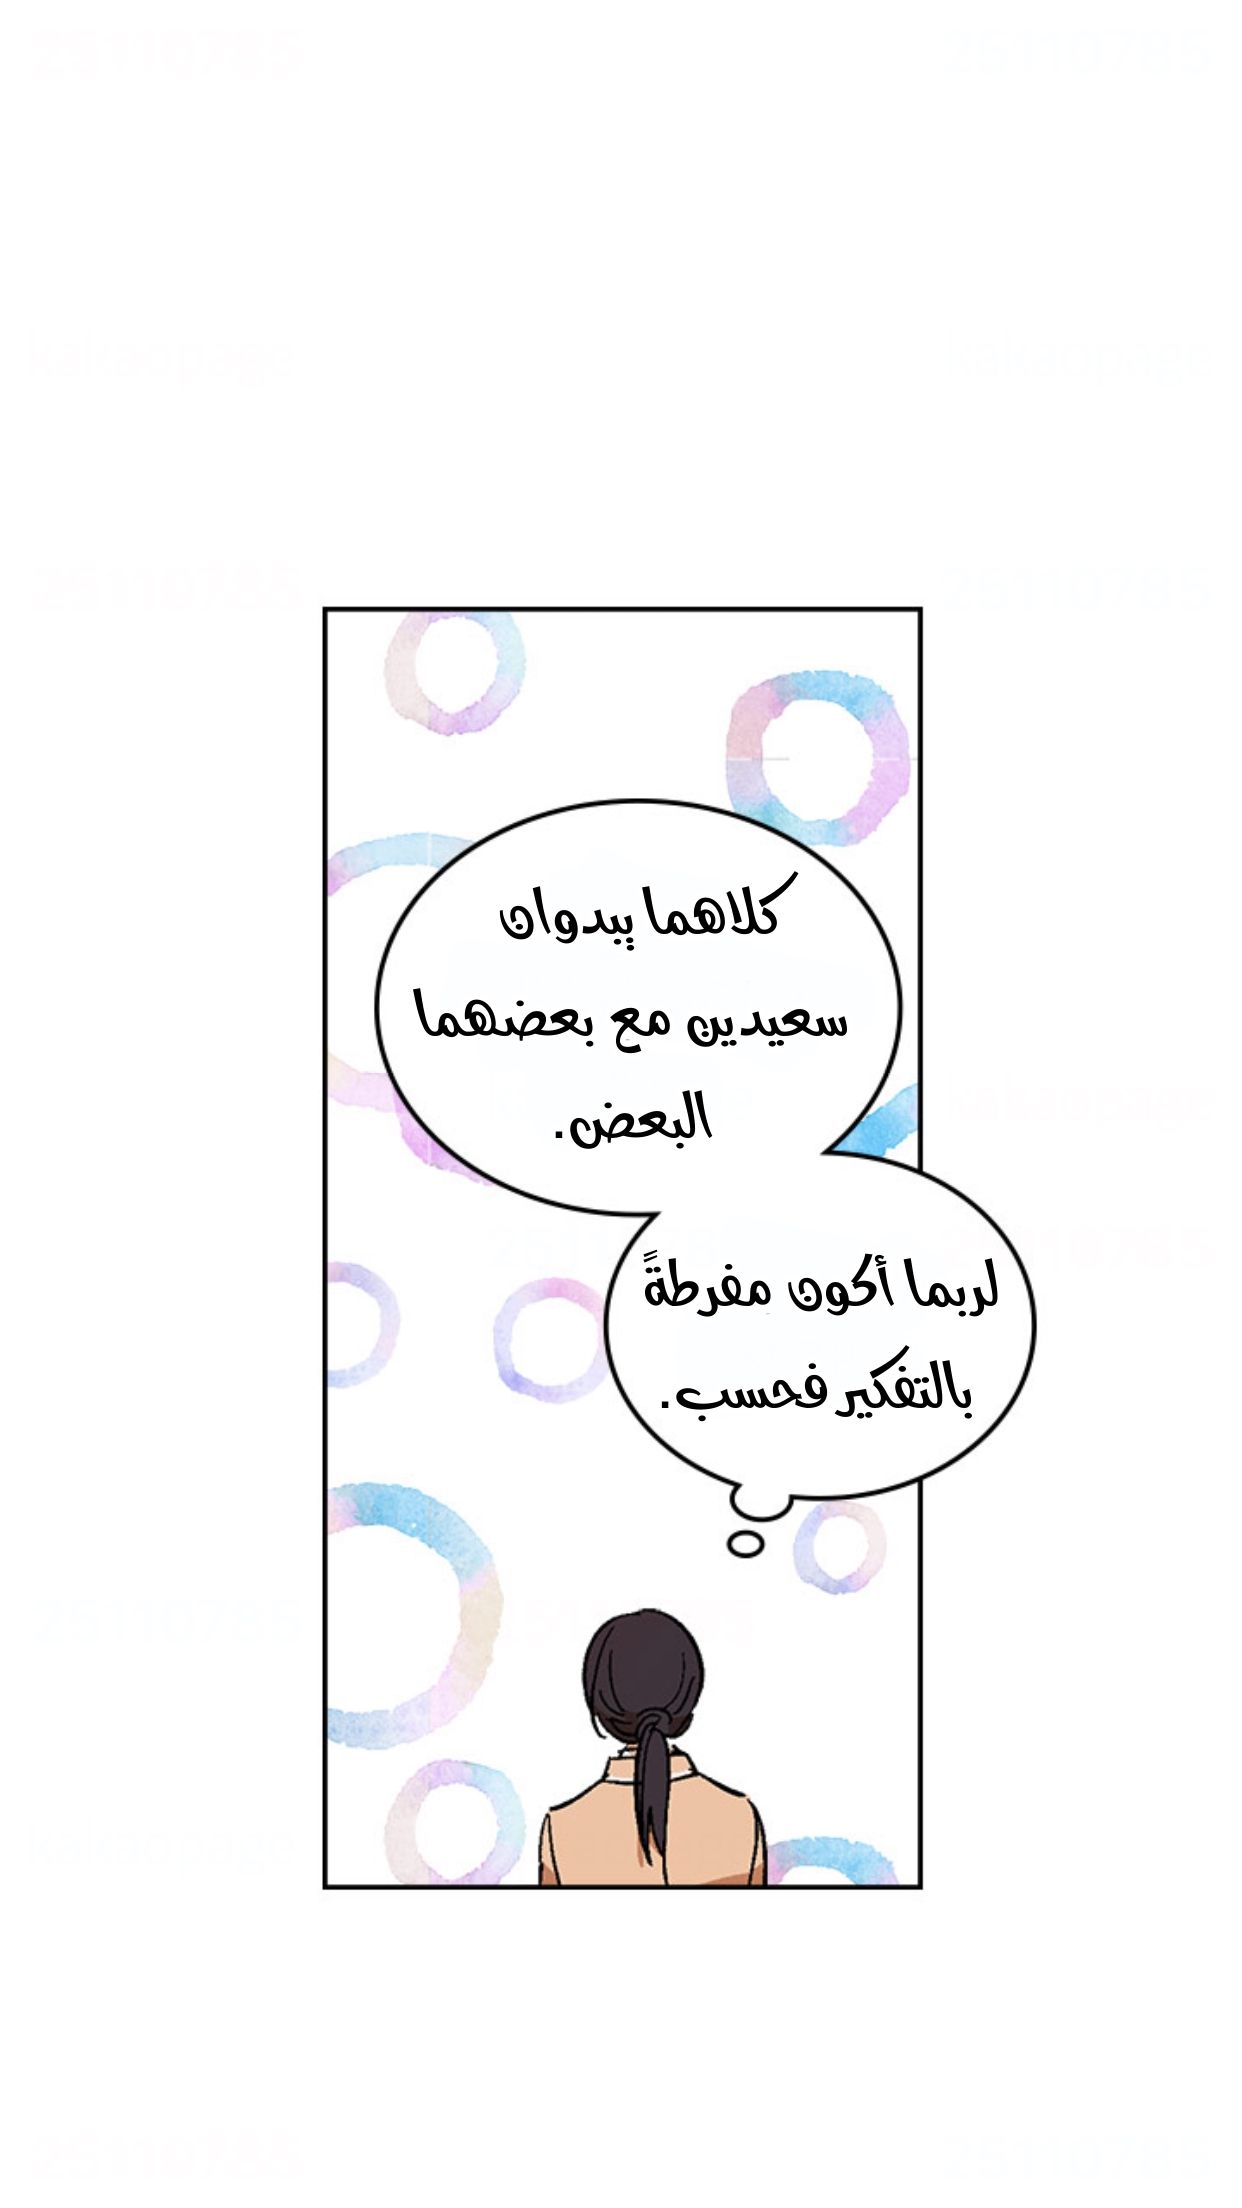 كلاهما يبدوان
سعيدين مع بعضهما
البعض.
لربما أكون مفرطةً
بالتفكير فحسب.